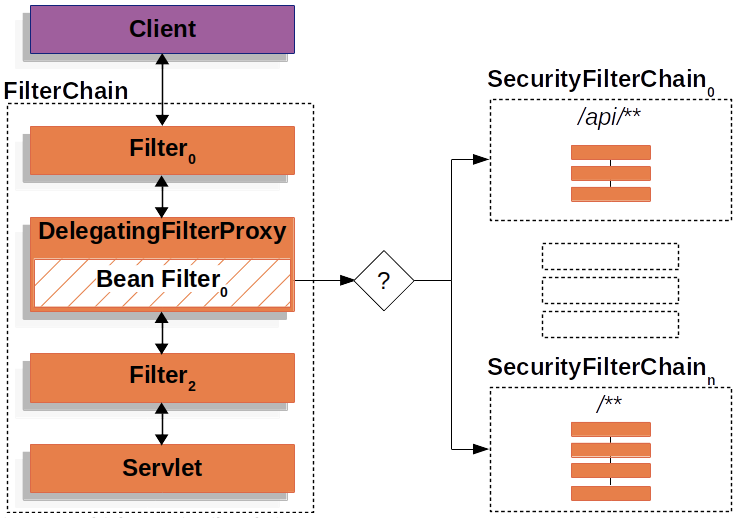 Client
FilterChain
Filter0
DelegatingFilterProxy
Bean Filter0
Filter2
Servlet
?
SecurityFilterChain0
/api/**
SecurityFilterChainn
/**